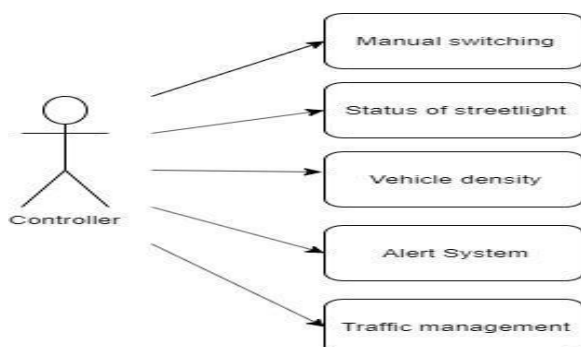 Manual switching
Status of streetlight
Vehicle density
Controller
Alert System
Traffic management